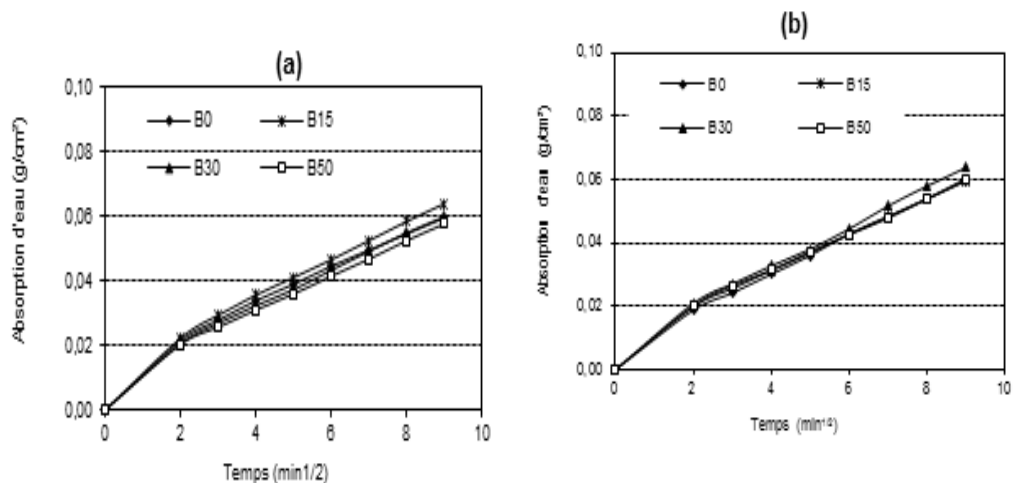 (a)
0,10
0,08
0,06
0,04
0,02
0,00
B0
B15
B30
B50
Absorption d'eau (g/cm²)
0
2
4
6
8
10
Temps (min1/2)
(b)
0,10
0,08
0,06
0,04
0,02
0,00
B0
B15
B30
B50
Absorption d'eau (g/cm²)
0
2
4
6
8
10
Temps (min¹/²)